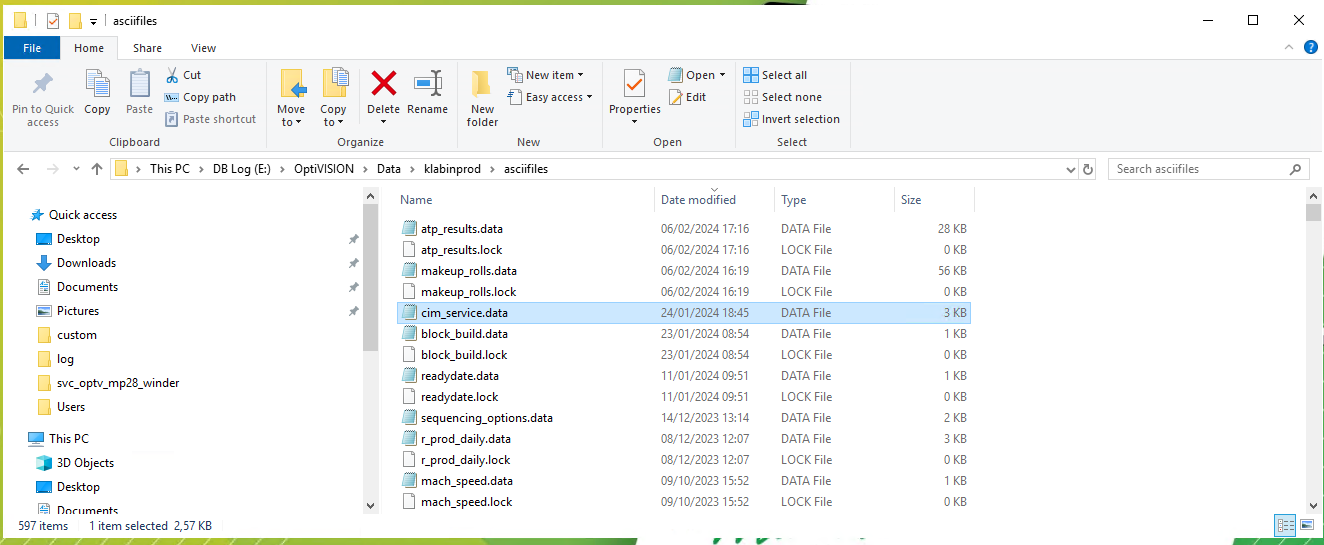 asciifiles
File Home Share View
Pin to Quick access
Copy
Paste
Cut
Copy path
Paste shortcut
Clipboard
Move to
Copy to
Delete
Rename
Organize
New folder
New item
Easy access
New
Properties
Open
Edit
Open
Select all
Select none
Invert selection
Select
This PC > DB Log (E:) > OptiVISION > Data > klabinprod > asciifiles
Search asciifiles
Quick access
Desktop
Downloads
Documents
Pictures
custom
log
svc_optv_mp28_winder
Users
This PC
3D Objects
Desktop
Documents
Name Date modified Type Size
atp_results.data 06/02/2024 17:16 DATA File 28 KB
atp_results.lock 06/02/2024 17:16 LOCK File 0 KB
makeup_rolls.data 06/02/2024 16:19 DATA File 56 KB
makeup_rolls.lock 06/02/2024 16:19 LOCK File 0 KB
cim_service.data 24/01/2024 18:45 DATA File 3 KB
block_build.data 23/01/2024 08:54 DATA File 1 KB
block_build.lock 23/01/2024 08:54 LOCK File 0 KB
readydate.data 11/01/2024 09:51 DATA File 1 KB
readydate.lock 11/01/2024 09:51 LOCK File 0 KB
sequencing_options.data 14/12/2023 13:14 DATA File 2 KB
r_prod_daily.data 08/12/2023 12:07 DATA File 3 KB
r_prod_daily.lock 08/12/2023 12:07 LOCK File 0 KB
mach_speed.data 09/10/2023 15:52 DATA File 1 KB
mach_speed.lock 09/10/2023 15:52 LOCK File 0 KB
597 items 1 item selected 2,57 KB